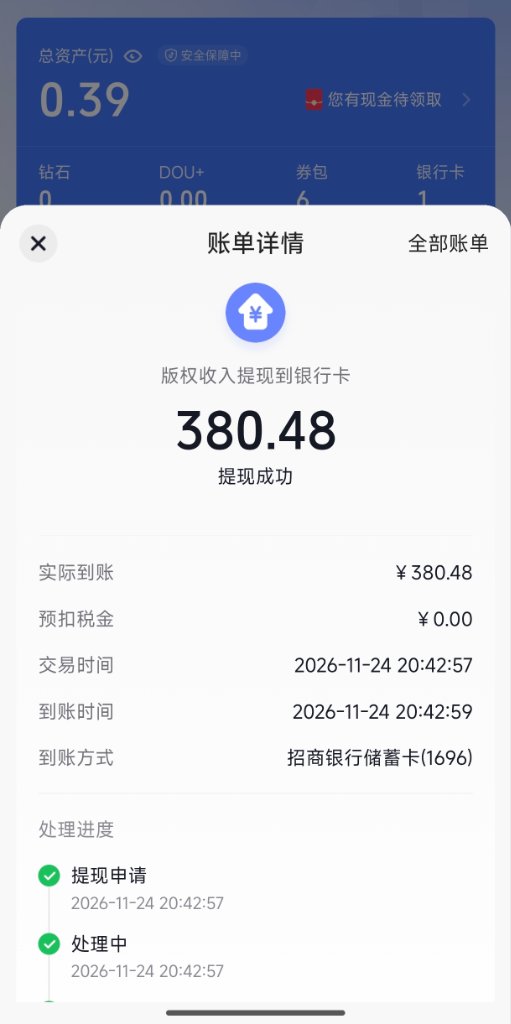 总资产(元) 安全保障中
0.39 您有现金待领取
钻石 DOU+ 券包 银行卡
0 0.00 6 1
账单详情 全部账单
¥
版权收入提现到银行卡
380.48
提现成功
实际到账 ¥380.48
预扣税金 ¥0.00
交易时间 2026-11-24 20:42:57
到账时间 2026-11-24 20:42:59
到账方式 招商银行储蓄卡(1696)
处理进度
提现申请
2026-11-24 20:42:57
处理中
2026-11-24 20:42:57